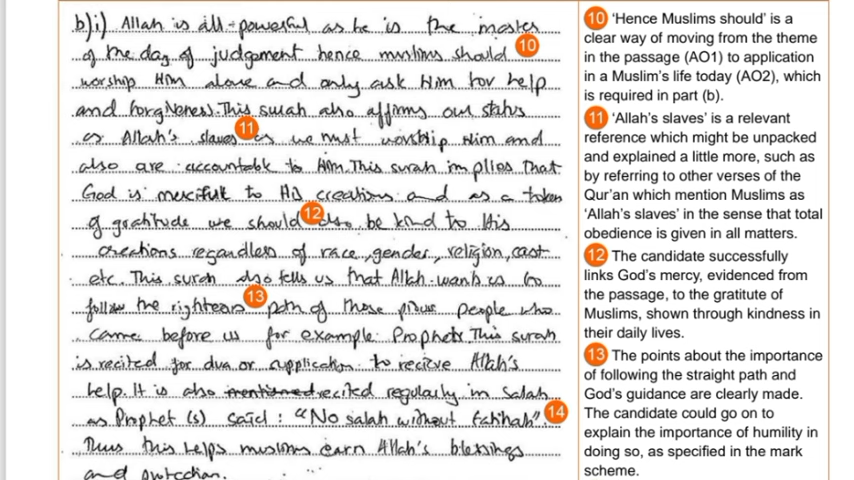 b)i) Allah is all-powerful as he is the master
of the day of judgement hence muslims should 10
worship Him alone and only ask Him for help
and forgiveness. This surah also affirms our status
as Allah's slaves 11 as we must worship Him and
also are accountable to Him. This surah implies that
God is mercifull to His creations and as a token
of gratitude we should 12 also be kind to His
creations regardless of race, gender, religion, cast
etc. This surah also tells us that Allah wants us to
follow the righteous 13 path of those pious people who
came before us for example: Prophets. This surah
is recited for dua or supplication to recieve Allah's
help. It is also mentioned recited regularly in Salah
as Prophet (s) said: "No salah without fatihah". 14
Thus this helps muslims earn Allah's blessings
and protection.
10 'Hence Muslims should' is a
clear way of moving from the theme
in the passage (AO1) to application
in a Muslim's life today (AO2), which
is required in part (b).
11 'Allah's slaves' is a relevant
reference which might be unpacked
and explained a little more, such as
by referring to other verses of the
Qur'an which mention Muslims as
'Allah's slaves' in the sense that total
obedience is given in all matters.
12 The candidate successfully
links God's mercy, evidenced from
the passage, to the gratitude of
Muslims, shown through kindness in
their daily lives.
13 The points about the importance
of following the straight path and
God's guidance are clearly made.
The candidate could go on to
explain the importance of humility in
doing so, as specified in the mark
scheme.